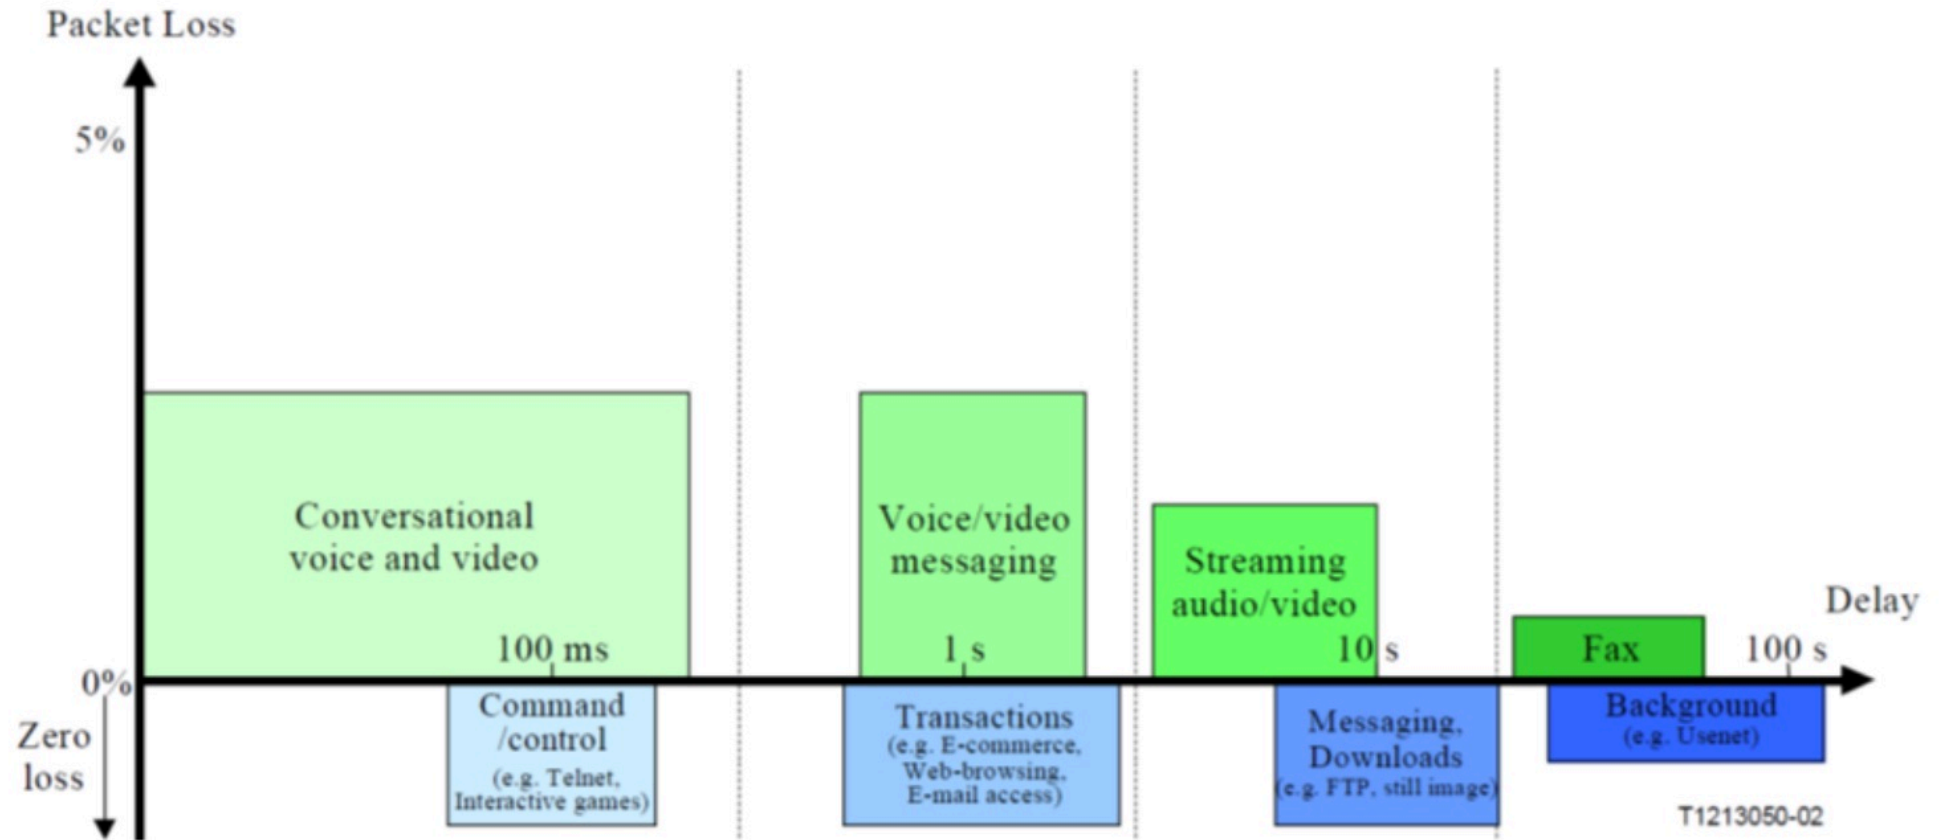 Packet Loss
5%
Conversational
voice and video
Voice/video
messaging
Streaming
audio/video
Delay
100 ms
1 s
10 s
Fax
100 s
0%
Zero
loss
Command
/control
(e.g. Telnet,
Interactive games)
Transactions
(e.g. E-commerce,
Web-browsing,
E-mail access)
Messaging,
Downloads
(e.g. FTP, still image)
Background
(e.g. Usenet)
T1213050-02